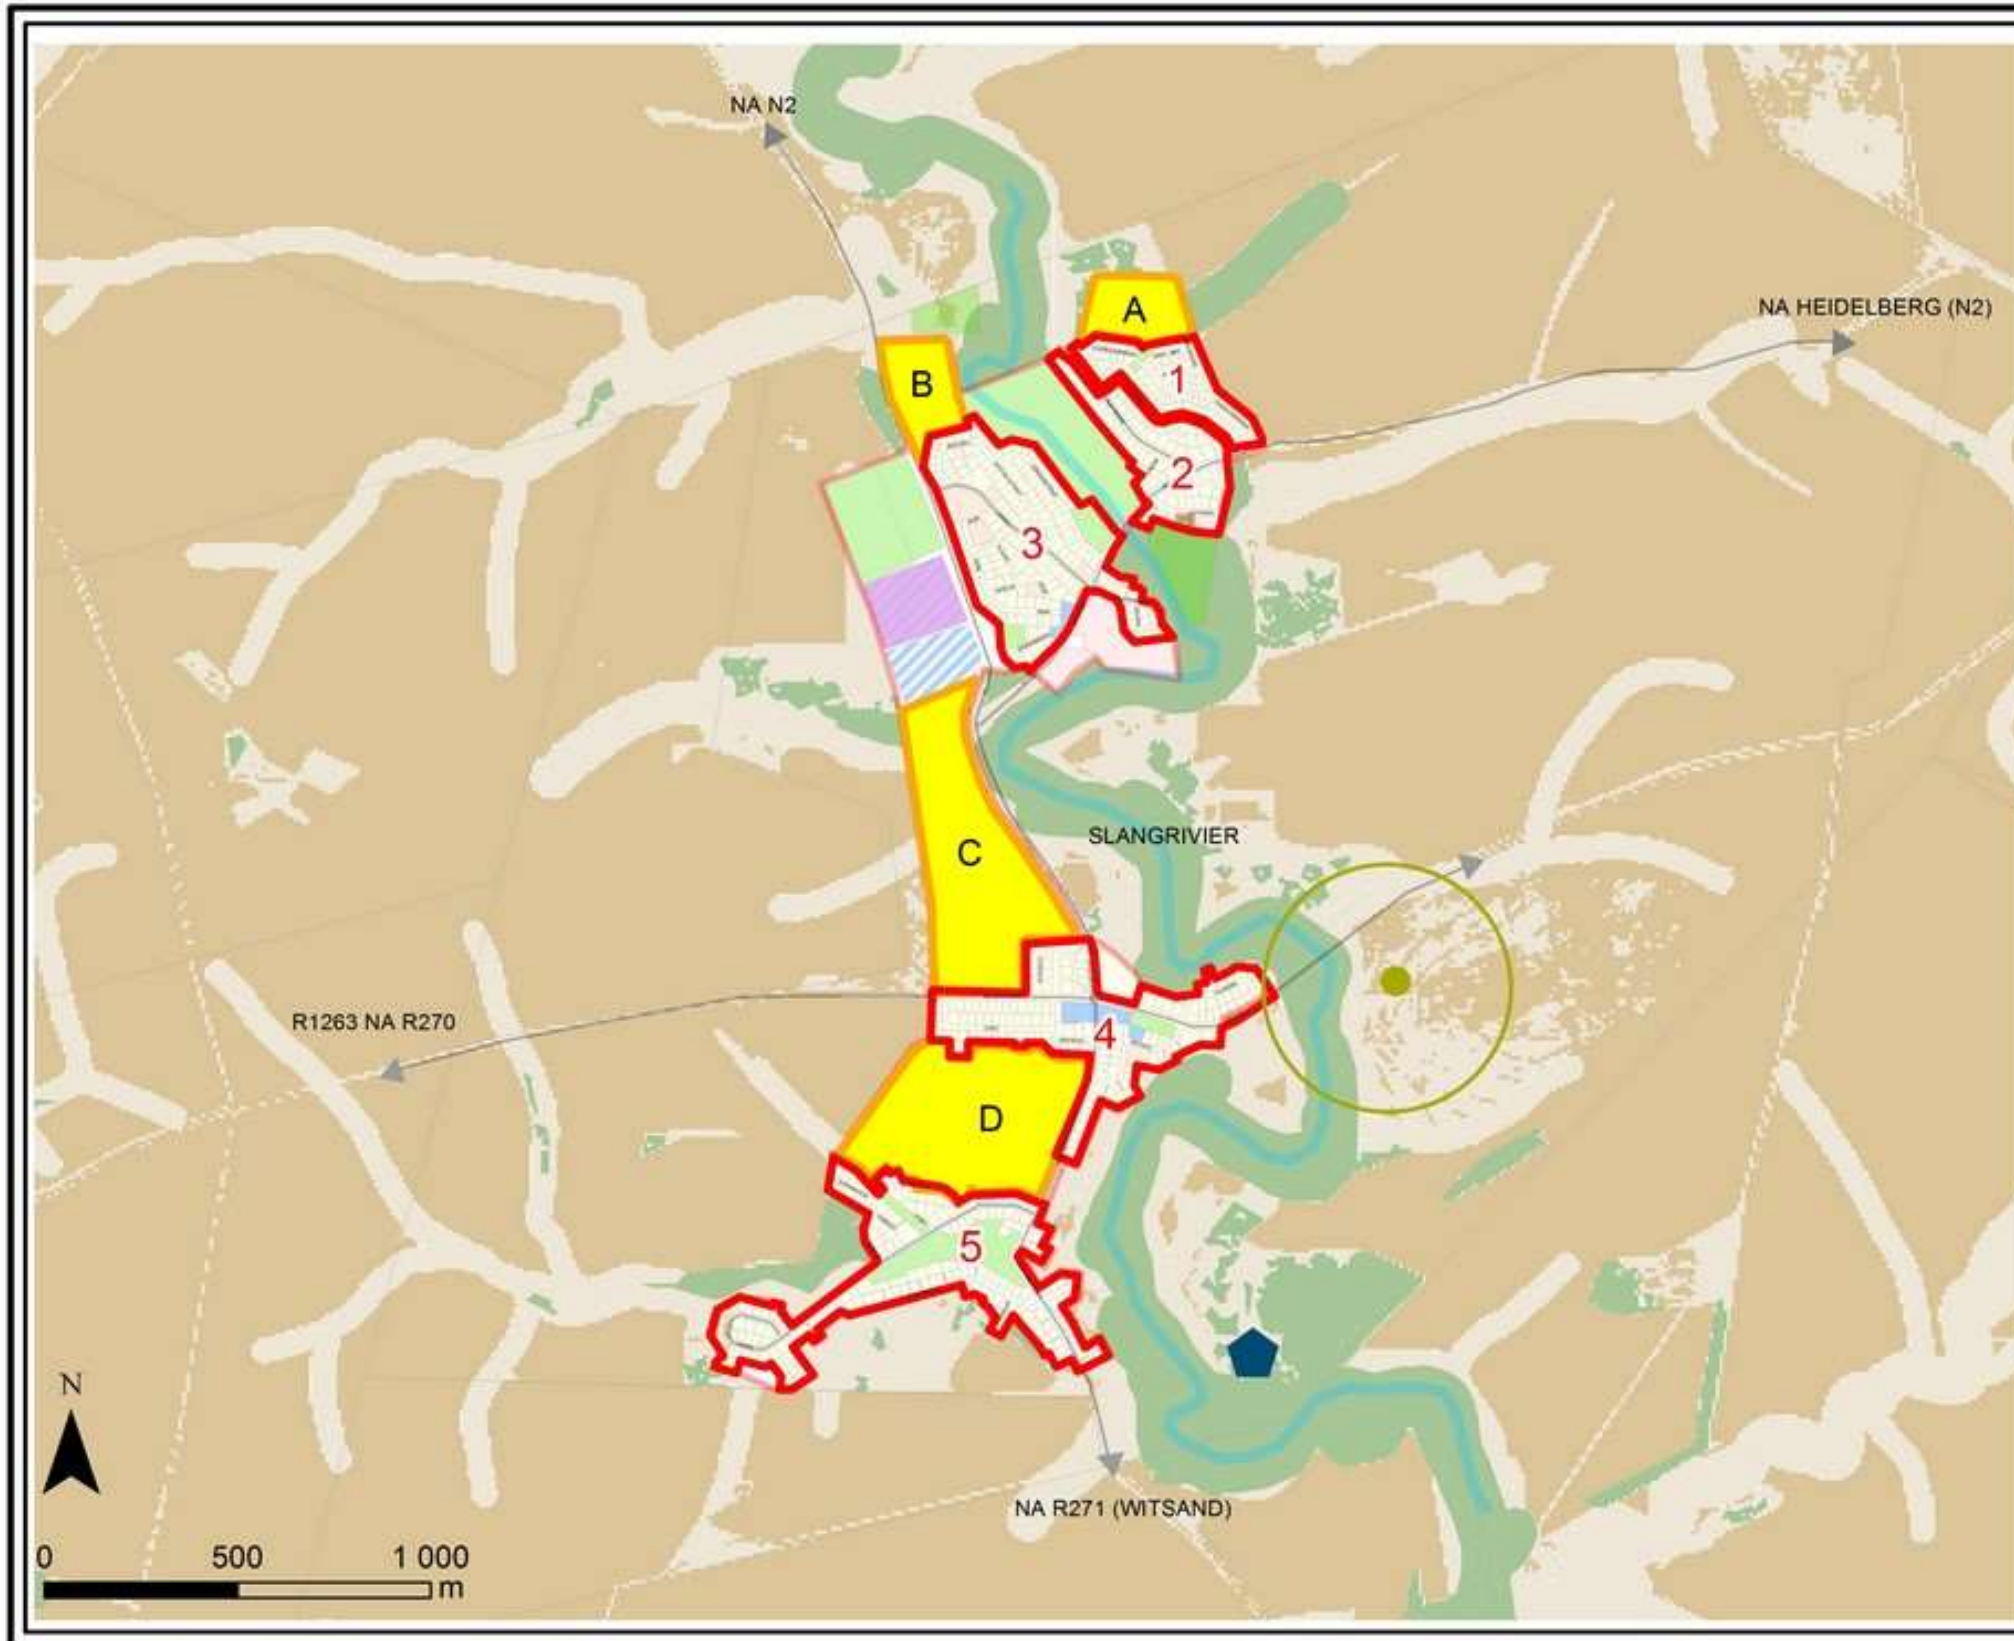 NA N2
A
NA HEIDELBERG (N2)
B
1
2
3
C
SLANGRIVIER
R1263 NA R270
4
D
5
N
NA R271 (WITSAND)
0 500 1 000
m